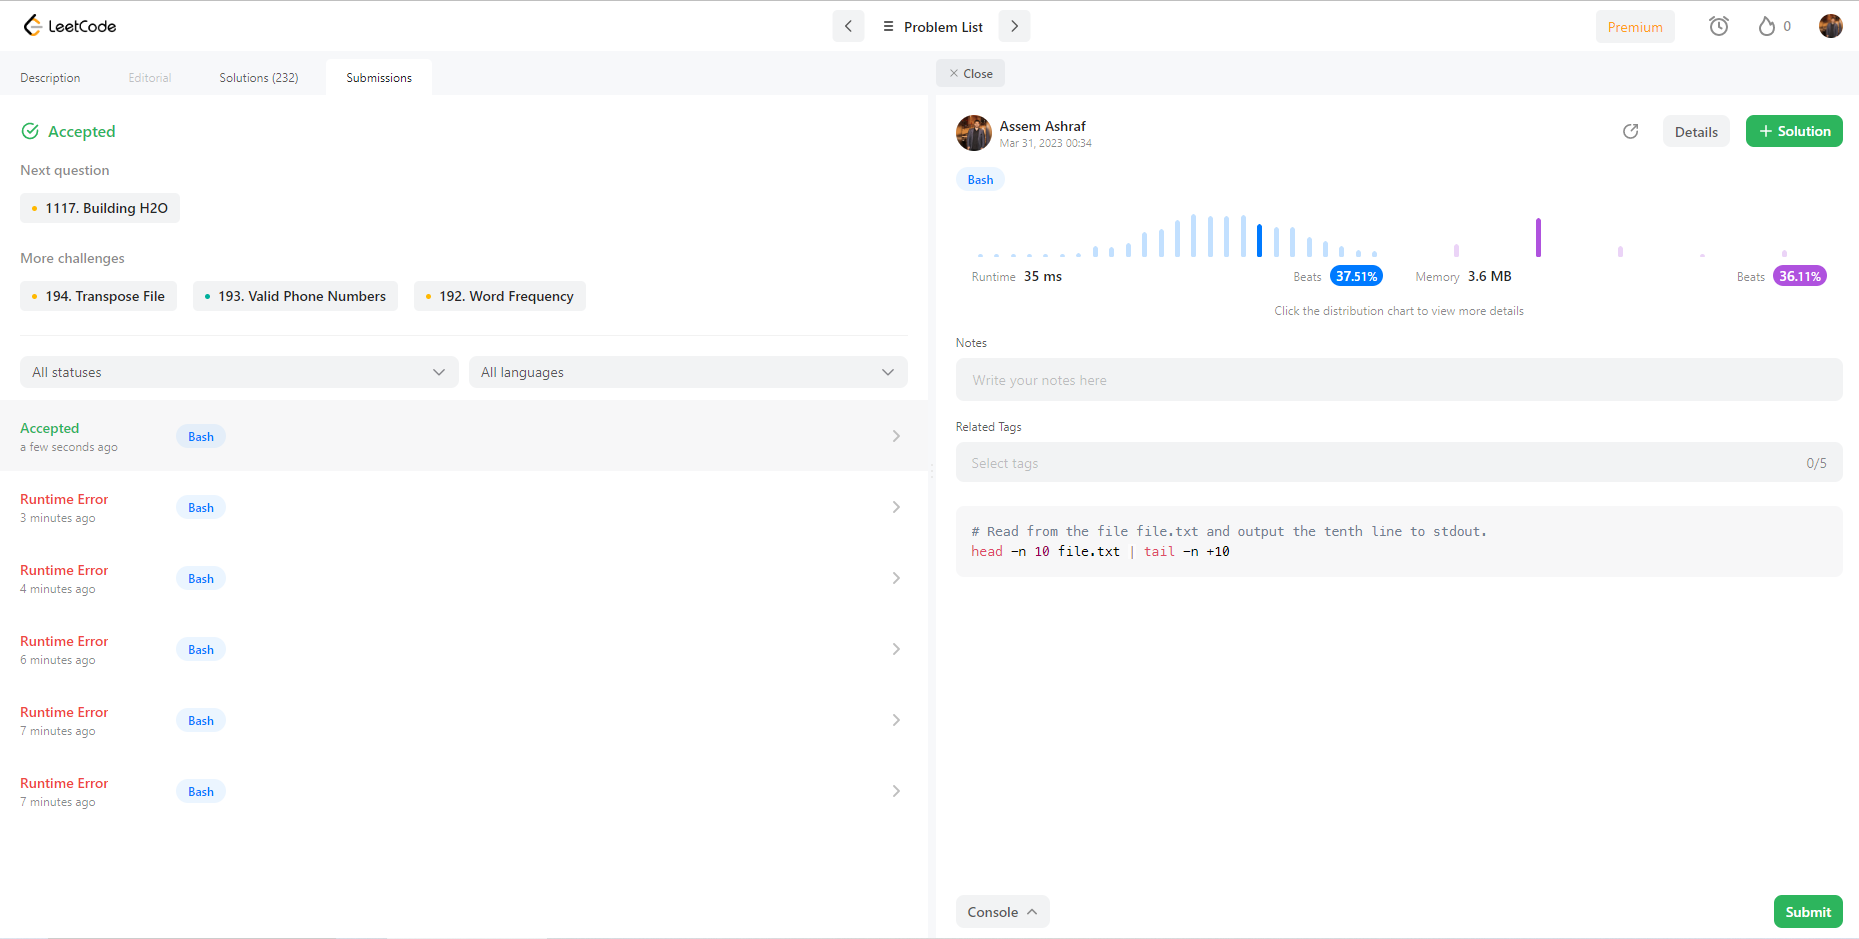 LeetCode
Problem List
Premium
0
Description
Editorial
Solutions (232)
Submissions
Accepted
Next question
1117. Building H2O
More challenges
194. Transpose File
193. Valid Phone Numbers
192. Word Frequency
All statuses
All languages
Accepted
a few seconds ago
Bash
Runtime Error
3 minutes ago
Bash
Runtime Error
4 minutes ago
Bash
Runtime Error
6 minutes ago
Bash
Runtime Error
7 minutes ago
Bash
Runtime Error
7 minutes ago
Bash
Close
Assem Ashraf
Mar 31, 2023 00:34
Details
+ Solution
Bash
Runtime 35 ms
Beats 37.51%
Memory 3.6 MB
Beats 36.11%
Click the distribution chart to view more details
Notes
Write your notes here
Related Tags
Select tags
0/5
# Read from the file file.txt and output the tenth line to stdout.
head -n 10 file.txt | tail -n +10
Console
Submit